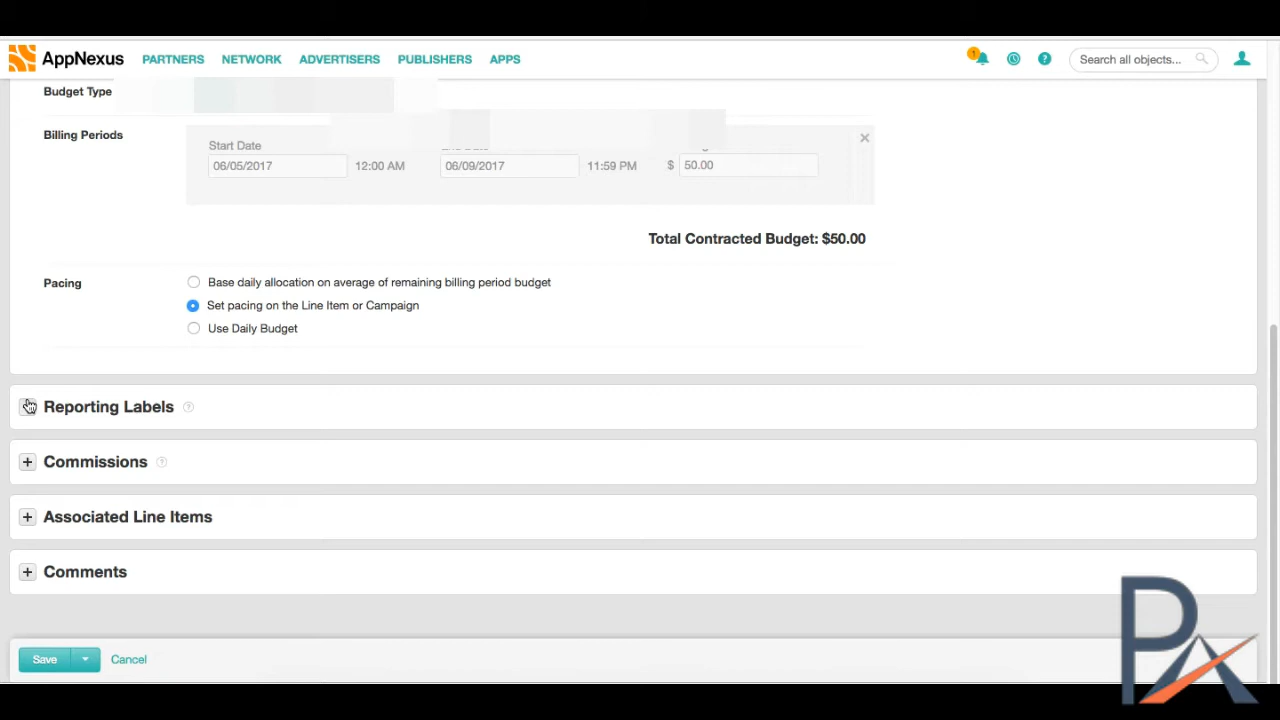 AppNexus PARTNERS NETWORK ADVERTISERS PUBLISHERS APPS 1 ? Search all objects...
Budget Type
Billing Periods
Start Date
06/05/2017 12:00 AM 06/09/2017 11:59 PM $ 50.00
Total Contracted Budget: $50.00
Pacing
Base daily allocation on average of remaining billing period budget
Set pacing on the Line Item or Campaign
Use Daily Budget
Reporting Labels ?
+ Commissions ?
+ Associated Line Items
+ Comments
Save Cancel